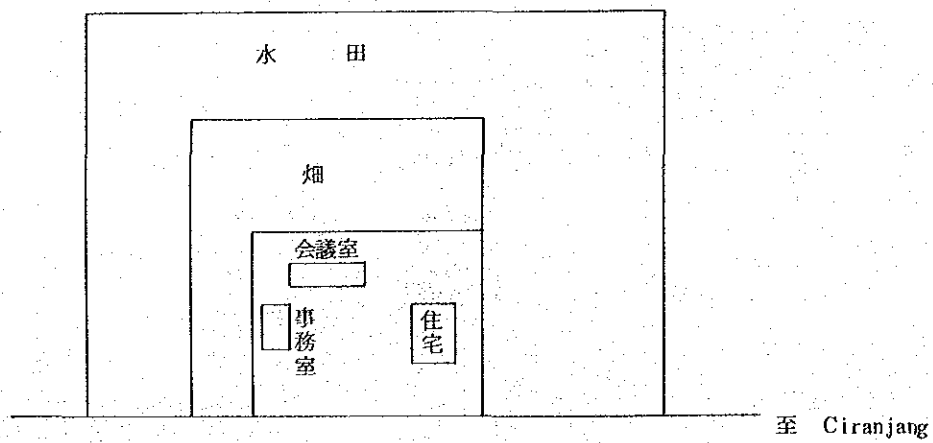 水 田
畑
会議室
事務室
住宅
至 Ciranjang